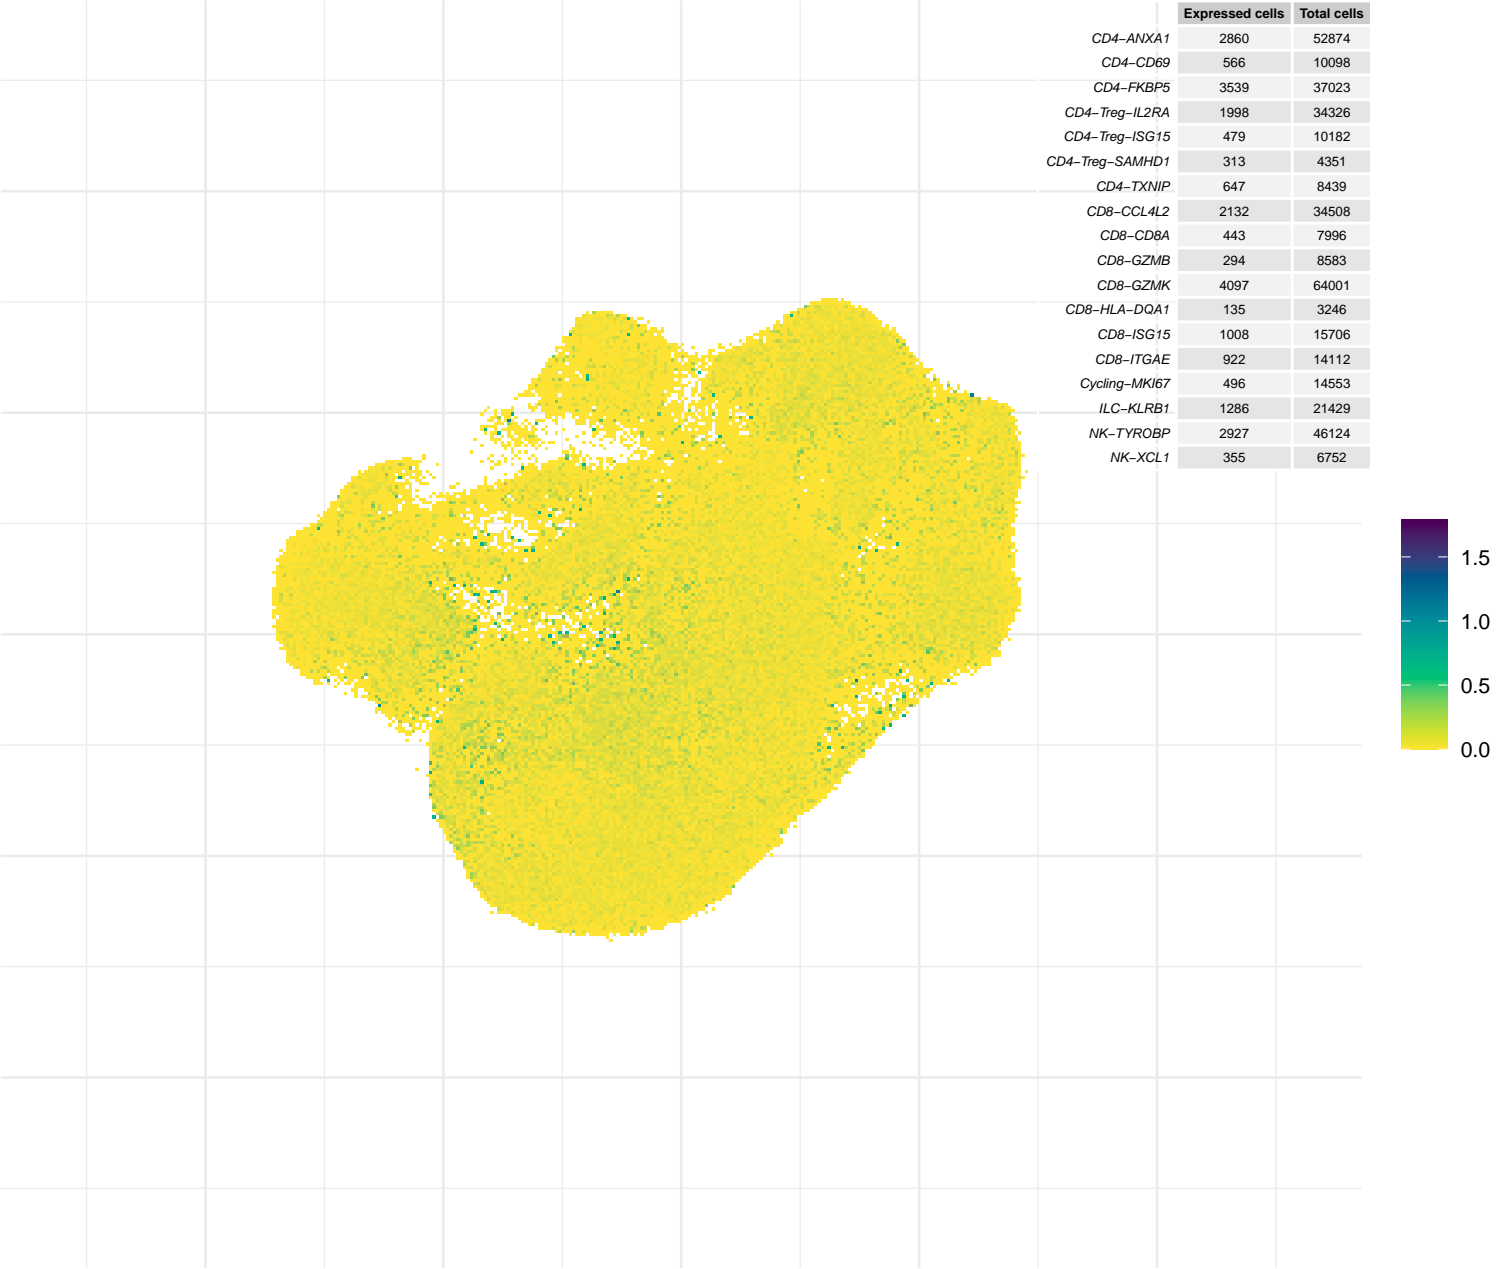 Expressed cells Total cells
CD4−ANXA1 2860 52874
CD4−CD69 566 10098
CD4−FKBP5 3539 37023
CD4−Treg−IL2RA 1998 34326
CD4−Treg−ISG15 479 10182
CD4−Treg−SAMHD1 313 4351
CD4−TXNIP 647 8439
CD8−CCL4L2 2132 34508
CD8−CD8A 443 7996
CD8−GZMB 294 8583
CD8−GZMK 4097 64001
CD8−HLA−DQA1 135 3246
CD8−ISG15 1008 15706
CD8−ITGAE 922 14112
Cycling−MKI67 496 14553
ILC−KLRB1 1286 21429
NK−TYROBP 2927 46124
NK−XCL1 355 6752
1.5
1.0
0.5
0.0